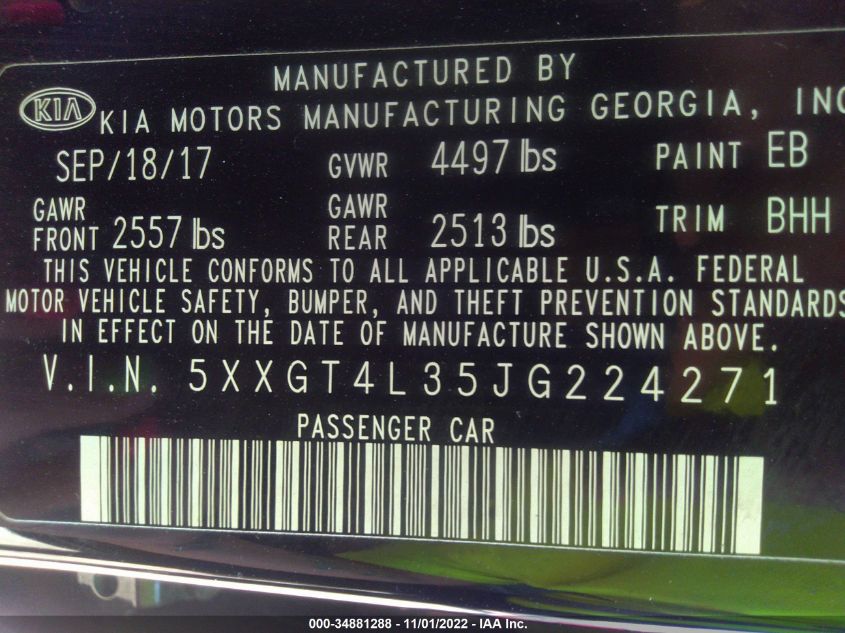 MANUFACTURED BY
KIA KIA MOTORS MANUFACTURING GEORGIA, INC
SEP/18/17 GVWR 4497 lbs PAINT EB
GAWR FRONT 2557 lbs GAWR REAR 2513 lbs TRIM BHH
THIS VEHICLE CONFORMS TO ALL APPLICABLE U.S.A. FEDERAL
MOTOR VEHICLE SAFETY, BUMPER, AND THEFT PREVENTION STANDARDS
IN EFFECT ON THE DATE OF MANUFACTURE SHOWN ABOVE.
V.I.N. 5XXGT4L35JG224271
PASSENGER CAR
000-34881288 - 11/01/2022 - IAA Inc.